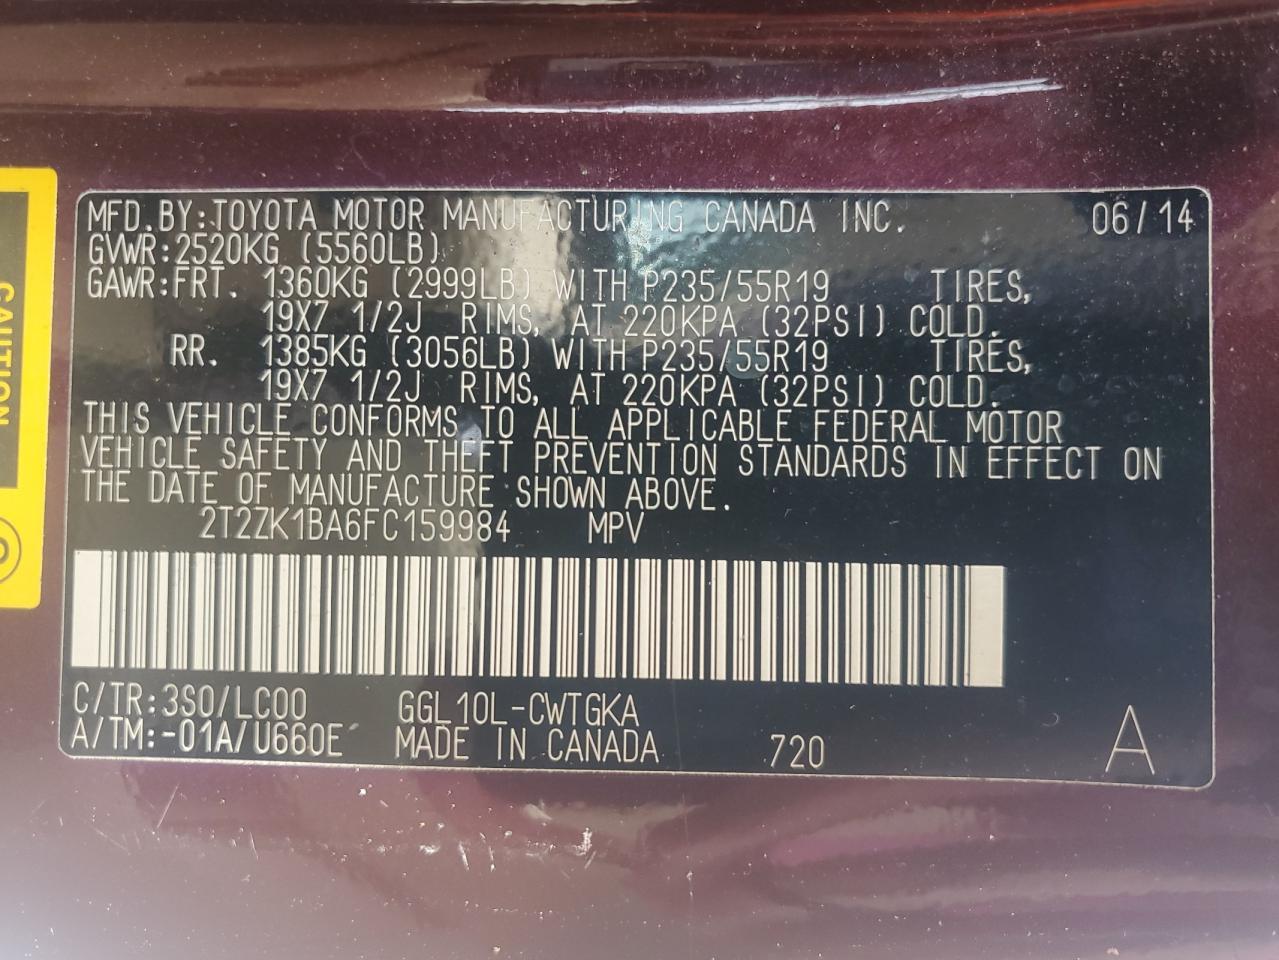 MFD.BY:TOYOTA MOTOR MANUFACTURING CANADA INC. 06/14
GVWR:2520KG (5560LB)
GAWR:FRT. 1360KG (2999LB) WITH P235/55R19 TIRES,
19X7 1/2J RIMS, AT 220KPA (32PSI) COLD.
RR. 1385KG (3056LB) WITH P235/55R19 TIRES,
19X7 1/2J RIMS, AT 220KPA (32PSI) COLD.
THIS VEHICLE CONFORMS TO ALL APPLICABLE FEDERAL MOTOR
VEHICLE SAFETY AND THEFT PREVENTION STANDARDS IN EFFECT ON
THE DATE OF MANUFACTURE SHOWN ABOVE.
2T2ZK1BA6FC159984 MPV
C/TR:3S0/LC00 GGL10L-CWTGKA
A/TM:-01A/U660E MADE IN CANADA 720 A
CAUTION